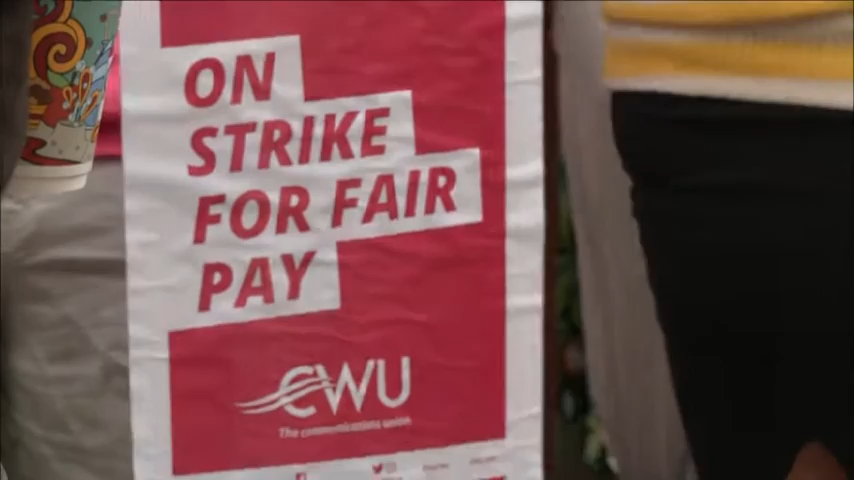 ON
STRIKE
FOR FAIR
PAY
CWU
The communications union